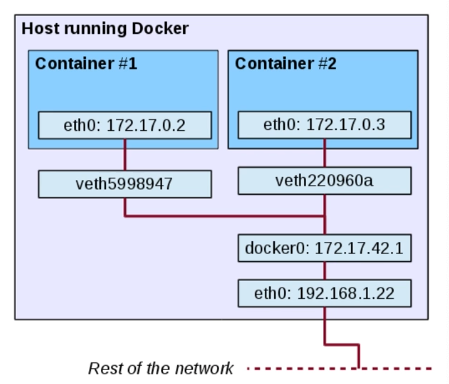 Host running Docker
Container #1
Container #2
eth0: 172.17.0.2
eth0: 172.17.0.3
veth5998947
veth220960a
docker0: 172.17.42.1
eth0: 192.168.1.22
Rest of the network